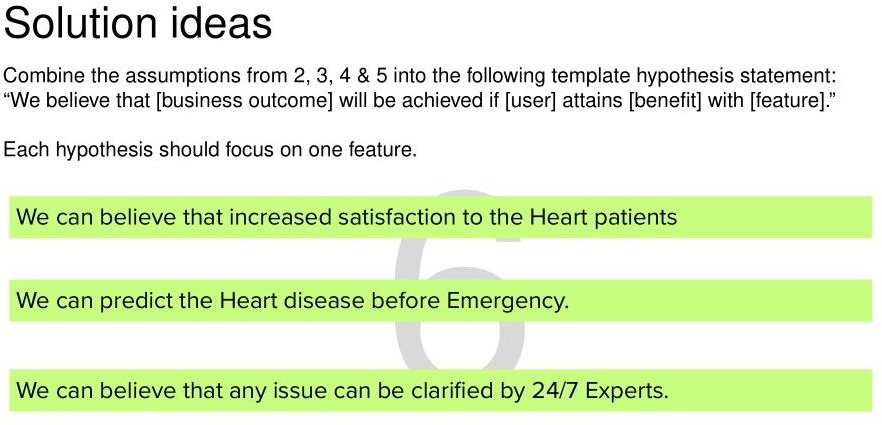 Solution ideas
Combine the assumptions from 2, 3, 4 & 5 into the following template hypothesis statement:
“We believe that [business outcome] will be achieved if [user] attains [benefit] with [feature].”
Each hypothesis should focus on one feature.
6
We can believe that increased satisfaction to the Heart patients
We can predict the Heart disease before Emergency.
We can believe that any issue can be clarified by 24/7 Experts.